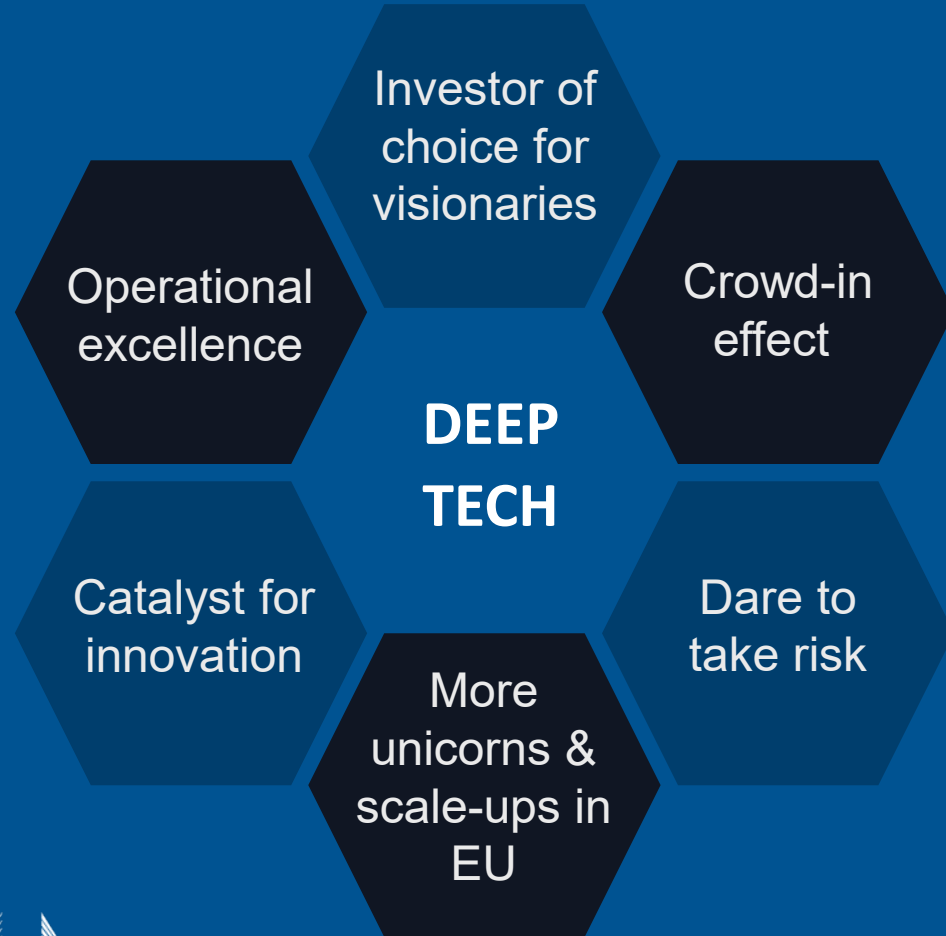 Investor of
choice for
visionaries
Operational
excellence
Crowd-in
effect
DEEP
TECH
Catalyst for
innovation
Dare to
take risk
More
unicorns &
scale-ups in
EU